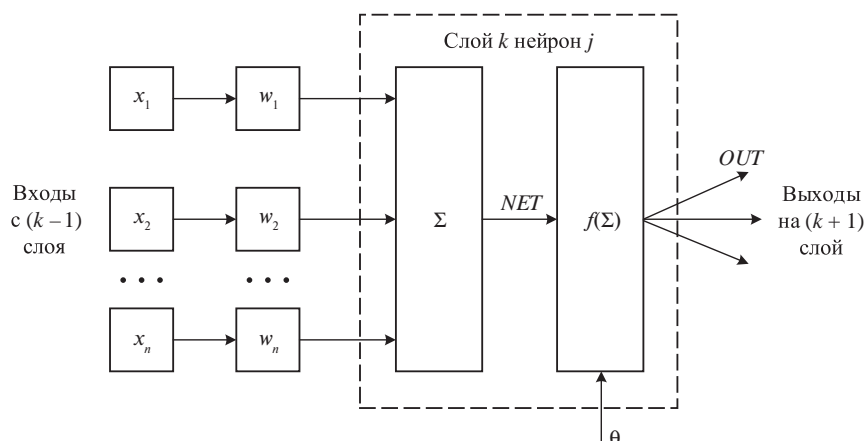 Слой k нейрон j
x₁ w₁
OUT
Входы
с (k – 1)
слоя
x₂ w₂ Σ NET f(Σ)
Выходы
на (k + 1)
слой
• • • • • •
xₙ wₙ
θ